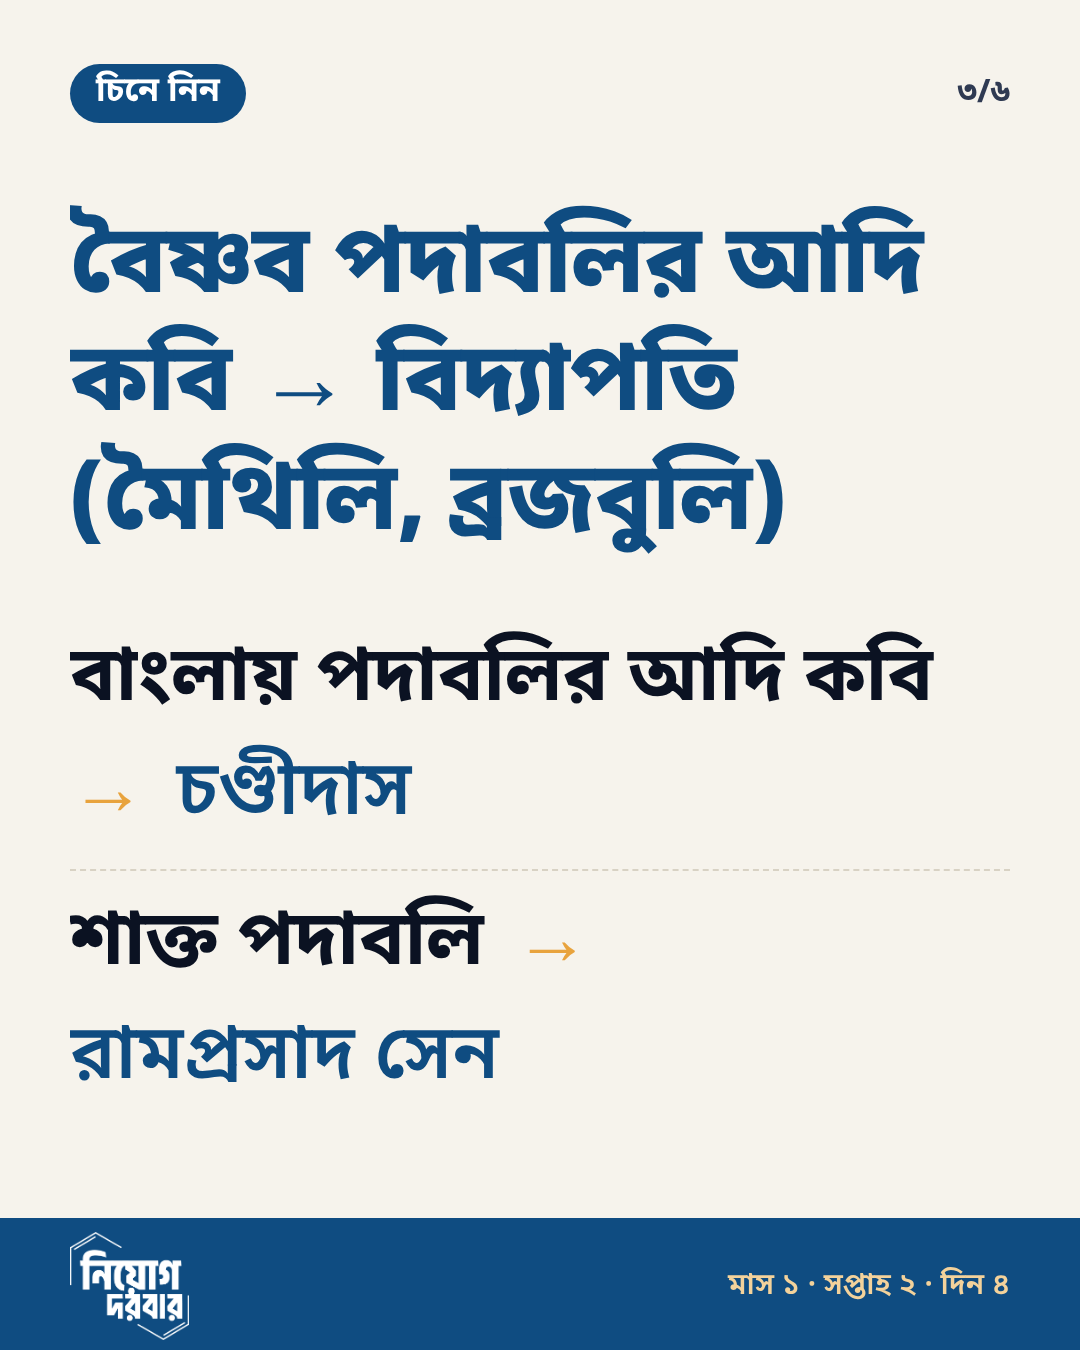 চিনে নিন
৩/৬
বৈষ্ণব পদাবলির আদি
কবি → বিদ্যাপতি
(মৈথিলি, ব্রজবুলি)
বাংলায় পদাবলির আদি কবি
→ চণ্ডীদাস
শাক্ত পদাবলি →
রামপ্রসাদ সেন
নিয়োগ
দরবার
মাস ১ · সপ্তাহ ২ · দিন ৪